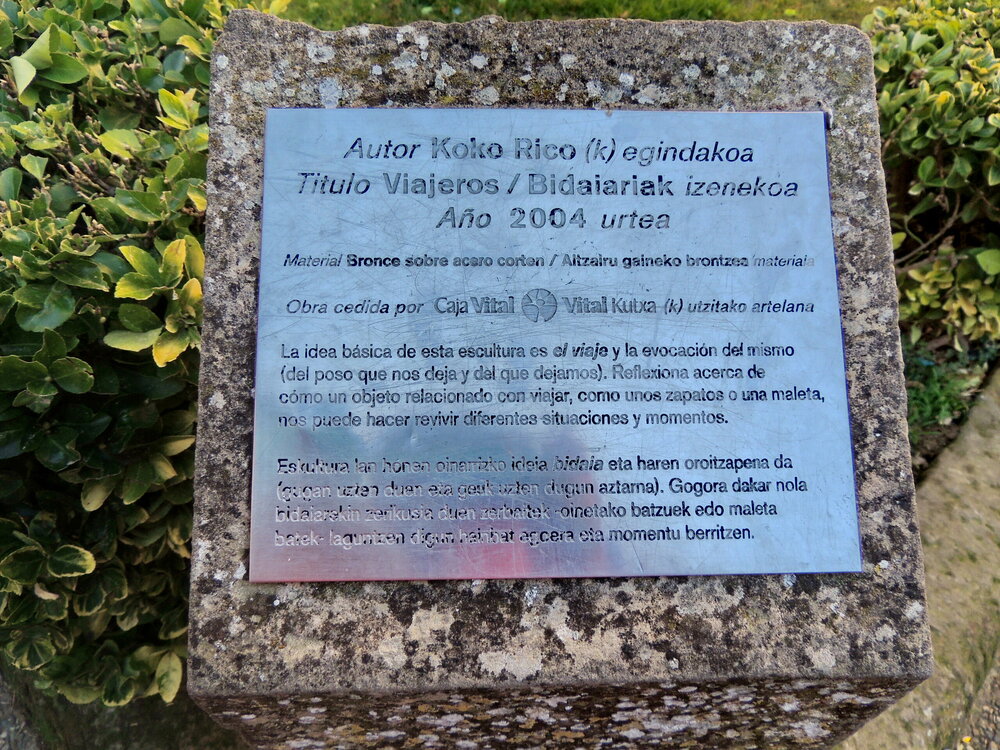 Autor Koko Rico (k) egindakoa
Titulo Viajeros / Bidaiariak izenekoa
Año 2004 urtea
Material Bronce sobre acero corten / Altzairu gaineko brontzea materiala
Obra cedida por Caja Vital Vital Kutxa (k) utzitako artelana
La idea básica de esta escultura es el viaje y la evocación del mismo
(del poso que nos deja y del que dejamos). Reflexiona acerca de
cómo un objeto relacionado con viajar, como unos zapatos o una maleta,
nos puede hacer revivir diferentes situaciones y momentos.
Eskultura lan honen oinarrizko ideia bidaia eta haren oroitzapena da
(gugan uzten duen eta geuk uzten dugun aztarna). Gogora dakar nola
bidaiarekin zerikusia duen zerbaitek -oinetako batzuek edo maleta
batek- laguntzen digun hainbat egoera eta momentu berritzen.